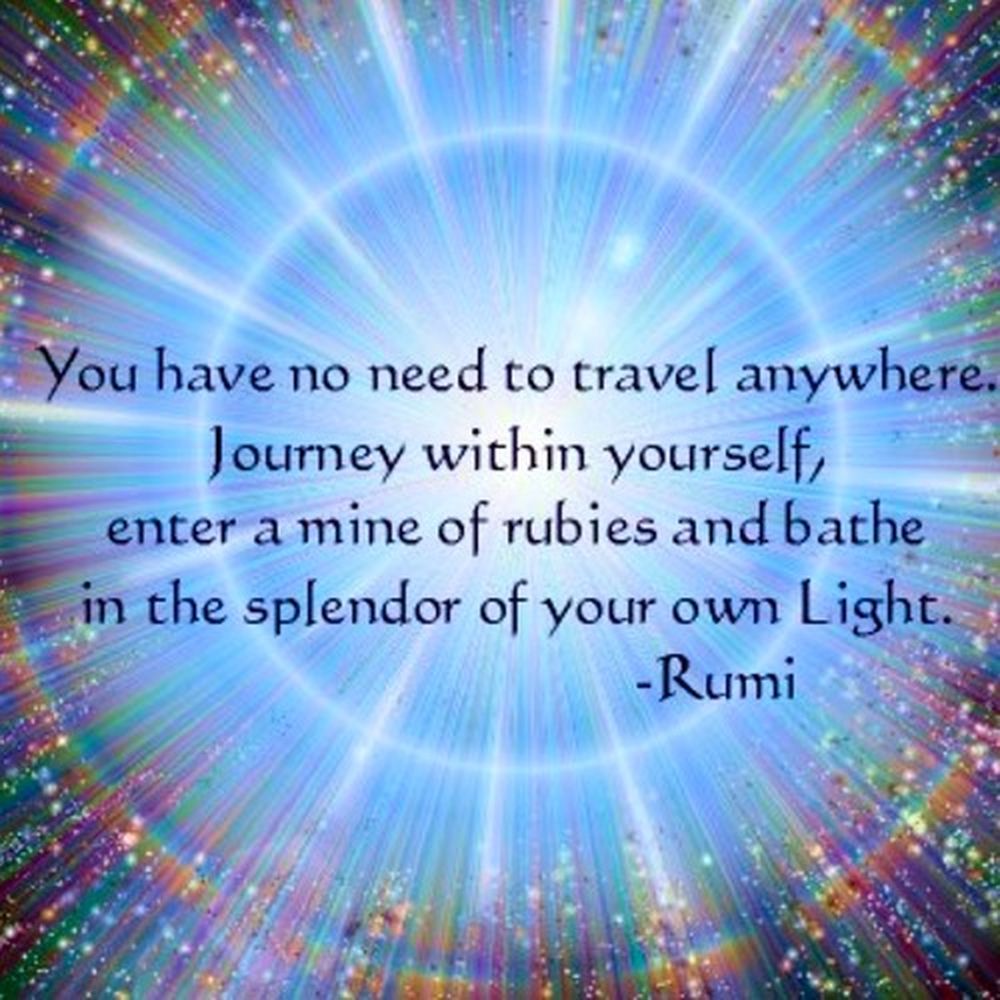 You have no need to travel anywhere.
Journey within yourself,
enter a mine of rubies and bathe
in the splendor of your own Light.
-Rumi